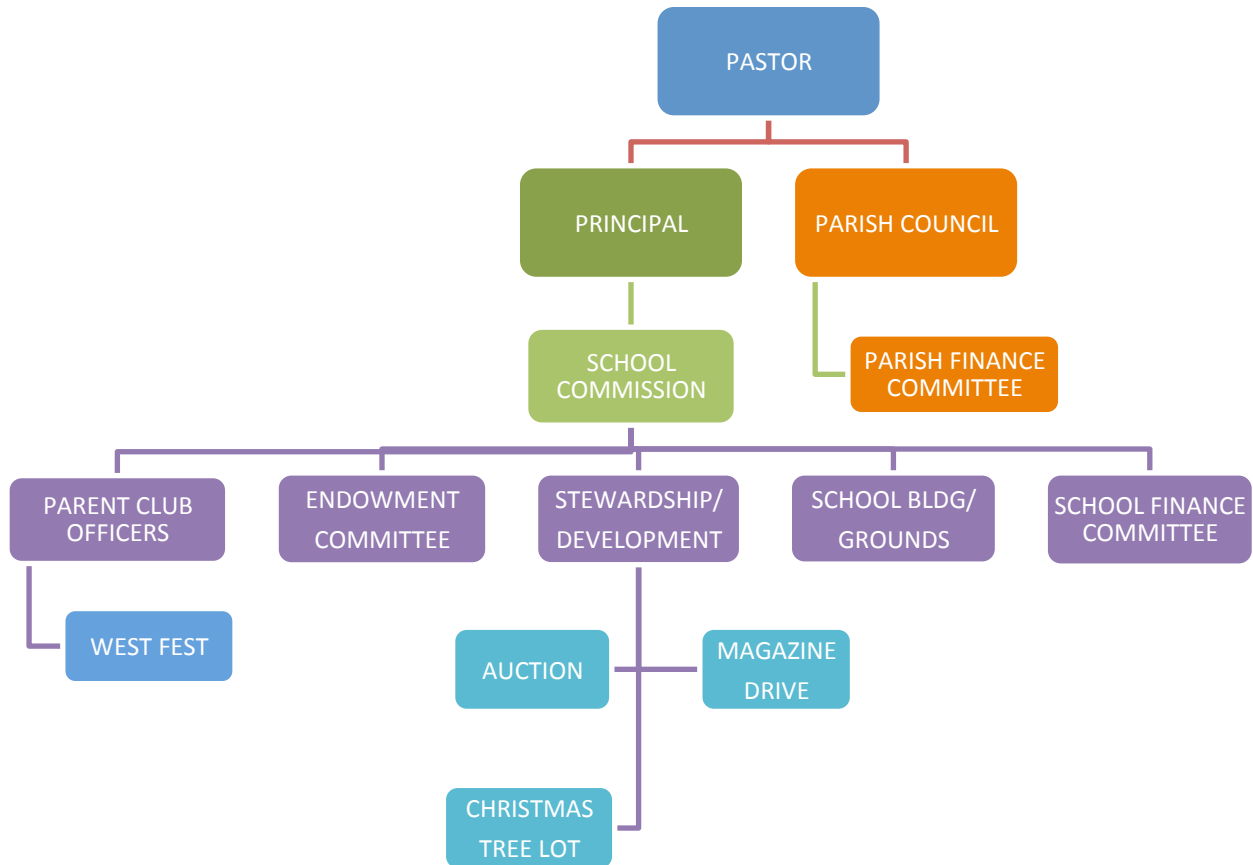 PASTOR
PRINCIPAL
PARISH COUNCIL
SCHOOL
COMMISSION
PARISH FINANCE
COMMITTEE
PARENT CLUB
OFFICERS
ENDOWMENT
COMMITTEE
STEWARDSHIP/
DEVELOPMENT
SCHOOL BLDG/
GROUNDS
SCHOOL FINANCE
COMMITTEE
WEST FEST
AUCTION
MAGAZINE
DRIVE
CHRISTMAS
TREE LOT